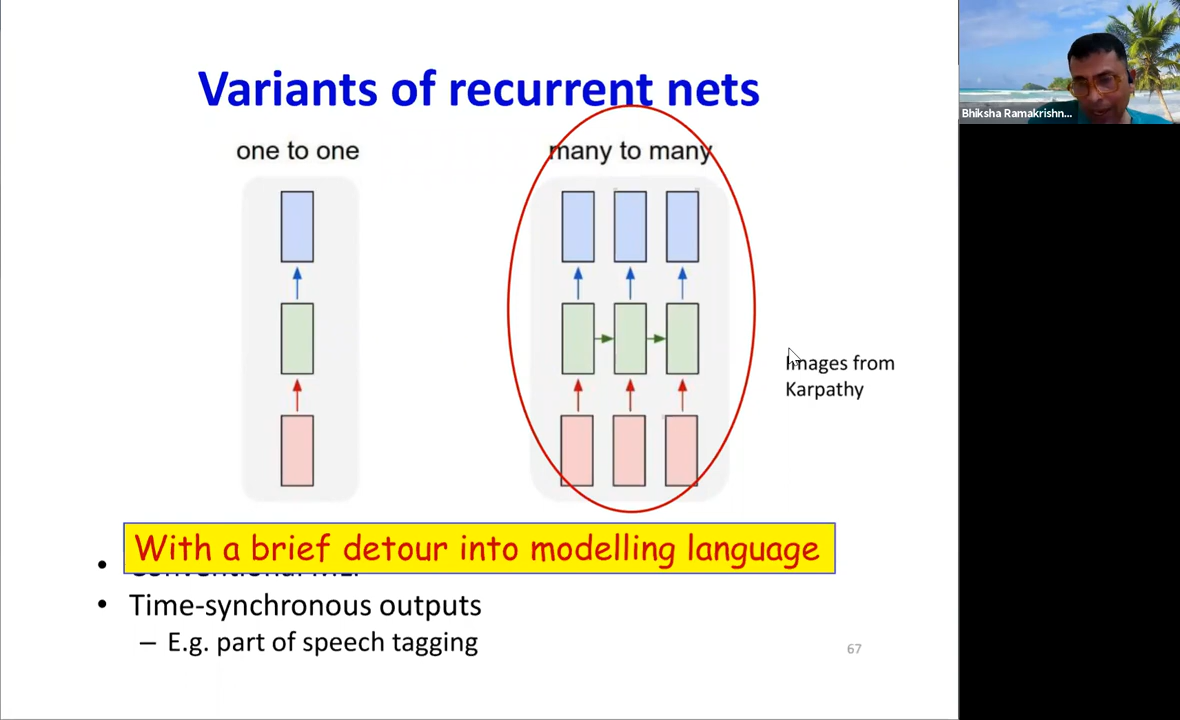 Variants of recurrent nets
one to one
many to many
Images from
Karpathy
With a brief detour into modelling language
• Time-synchronous outputs
– E.g. part of speech tagging
67
Bhiksha Ramakrishn...